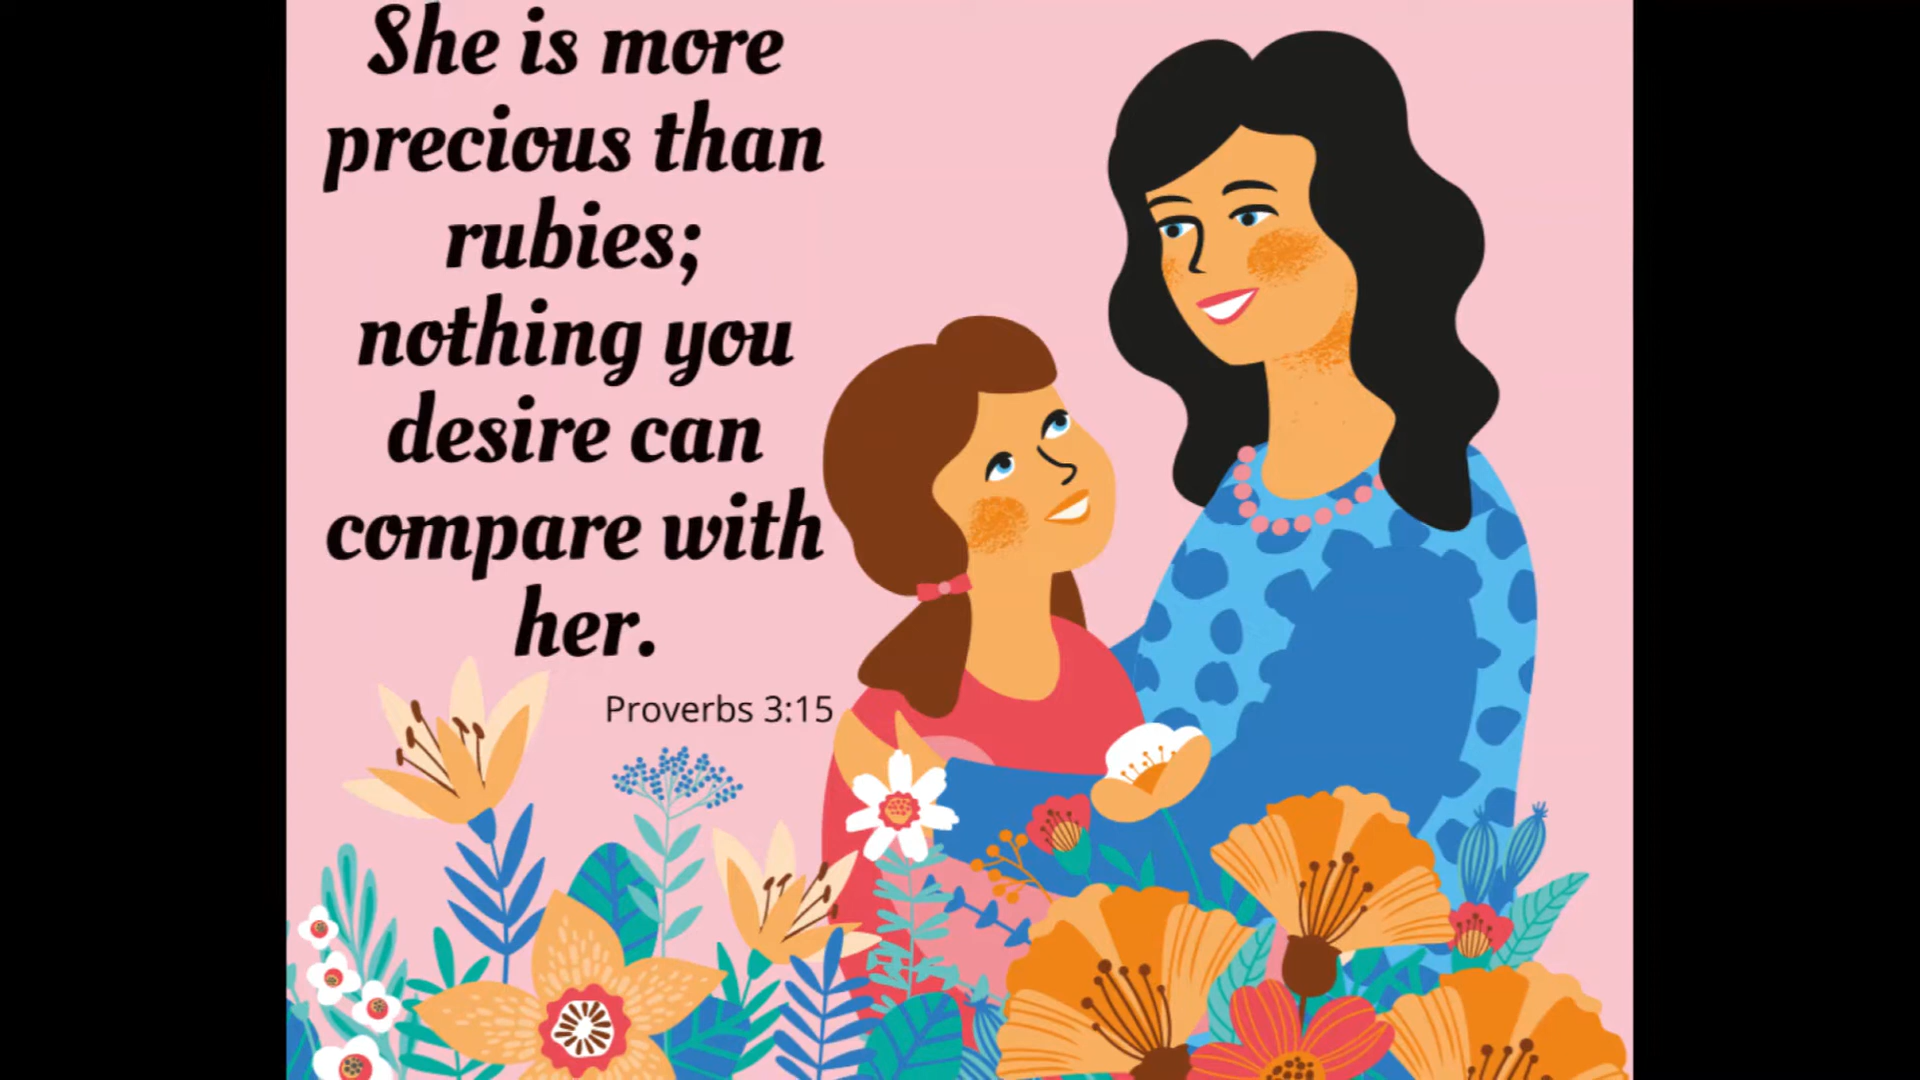 She is more
precious than
rubies;
nothing you
desire can
compare with
her.
Proverbs 3:15